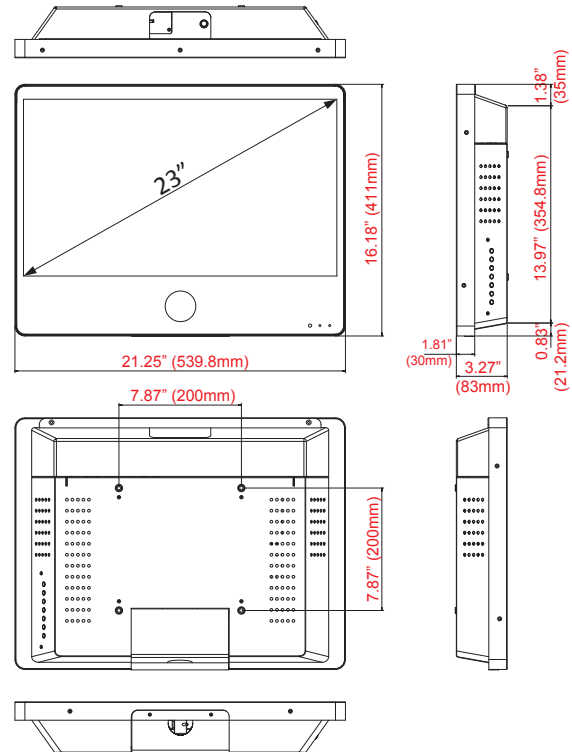 1.38”
(35mm)
23”
16.18” (411mm)
13.97” (354.8mm)
1.81”
(30mm)
3.27”
(83mm)
0.83”
(21.2mm)
21.25” (539.8mm)
7.87” (200mm)
7.87” (200mm)